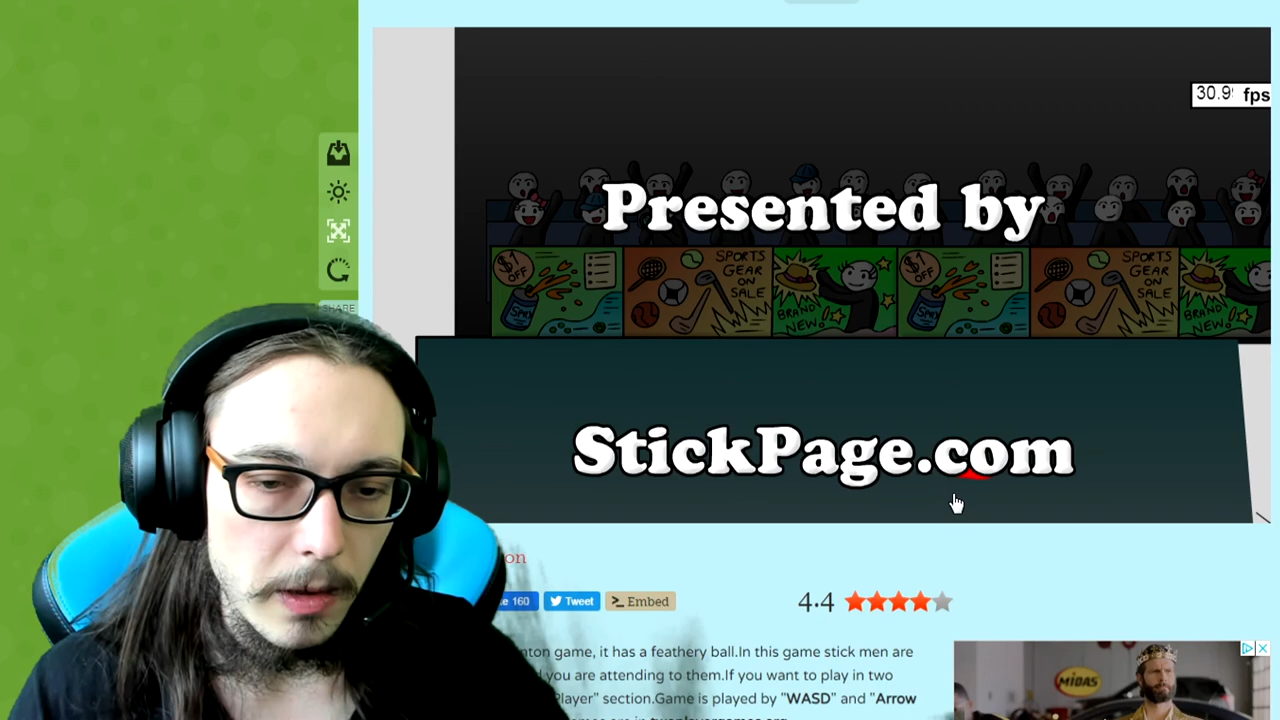 30.9 fps
Presented by
$1 OFF
SPORTS GEAR ON SALE
BRAND NEW!
$1 OFF
SPORTS GEAR ON SALE
BRAND NEW!
SHARE
StickPage.com
on
160
Tweet
>_ Embed
4.4
nton game, it has a feathery ball.In this game stick men are
you are attending to them.If you want to play in two
Player" section.Game is played by "WASD" and "Arrow
MIDAS